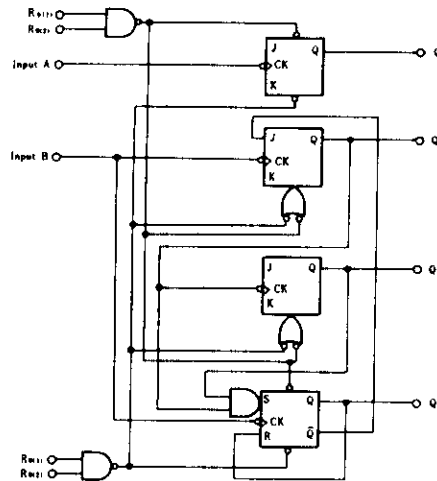 R₀₍₁₎
R₀₍₂₎
J Q Q
Input A CK
K
J Q Q
Input B CK
K
J Q Q
CK
K
S Q Q
CK
R Q̄
R₉₍₁₎
R₉₍₂₎